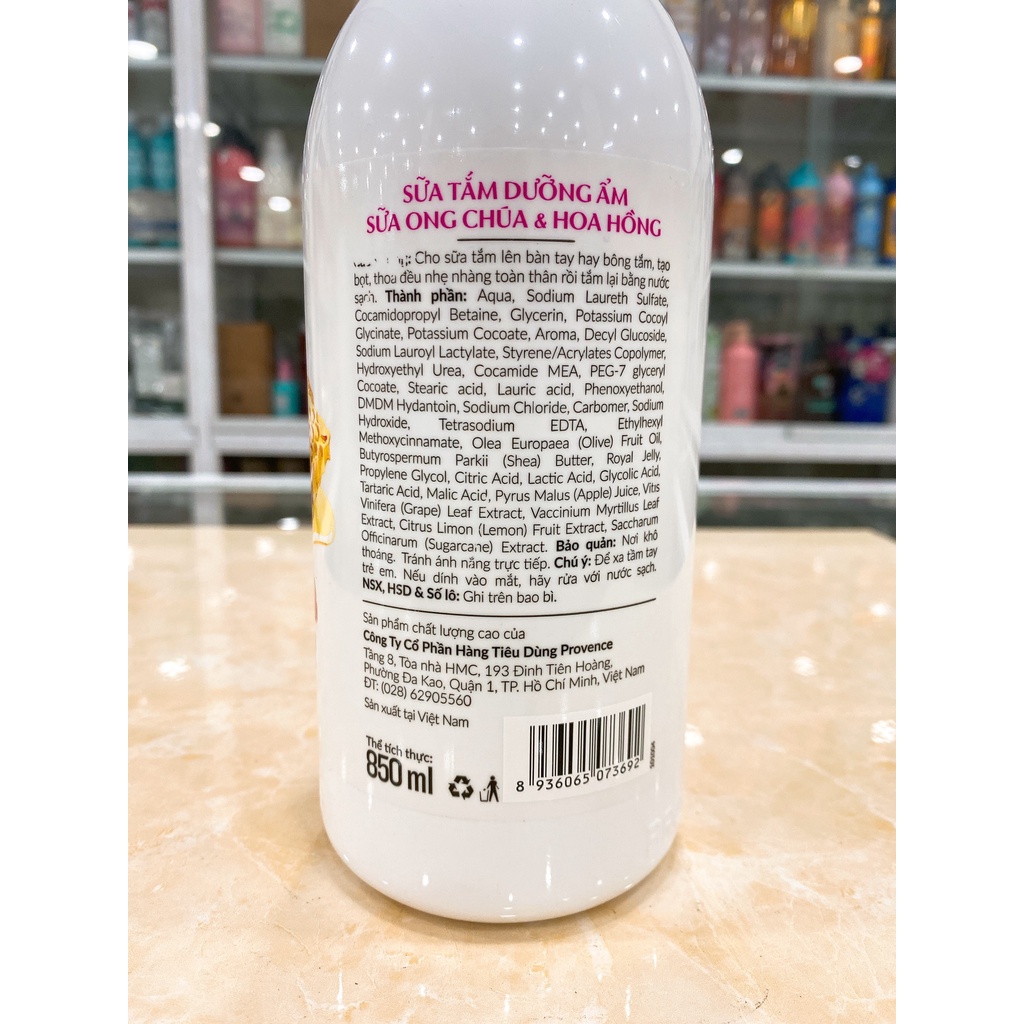 SỮA TẮM DƯỠNG ẨM
SỮA ONG CHÚA & HOA HỒNG
Cho sữa tắm lên bàn tay hay bông tắm, tạo
bọt, thoa đều nhẹ nhàng toàn thân rồi tắm lại bằng nước
sạch. Thành phần: Aqua, Sodium Laureth Sulfate,
Cocamidopropyl Betaine, Glycerin, Potassium Cocoyl
Glycinate, Potassium Cocoate, Aroma, Decyl Glucoside,
Sodium Lauroyl Lactylate, Styrene/Acrylates Copolymer,
Hydroxyethyl Urea, Cocamide MEA, PEG-7 glyceryl
Cocoate, Stearic acid, Lauric acid, Phenoxyethanol,
DMDM Hydantoin, Sodium Chloride, Carbomer, Sodium
Hydroxide, Tetrasodium EDTA, Ethylhexyl
Methoxycinnamate, Olea Europaea (Olive) Fruit Oil,
Butyrospermum Parkii (Shea) Butter, Royal Jelly,
Propylene Glycol, Citric Acid, Lactic Acid, Glycolic Acid,
Tartaric Acid, Malic Acid, Pyrus Malus (Apple) Juice, Vitis
Vinifera (Grape) Leaf Extract, Vaccinium Myrtillus Leaf
Extract, Citrus Limon (Lemon) Fruit Extract, Saccharum
Officinarum (Sugarcane) Extract. Bảo quản: Nơi khô
thoáng. Tránh ánh nắng trực tiếp. Chú ý: Để xa tầm tay
trẻ em. Nếu dính vào mắt, hãy rửa với nước sạch.
NSX, HSD & Số lô: Ghi trên bao bì.
Sản phẩm chất lượng cao của
Công Ty Cổ Phần Hàng Tiêu Dùng Provence
Tầng 8, Tòa nhà HMC, 193 Đinh Tiên Hoàng,
Phường Đa Kao, Quận 1, TP. Hồ Chí Minh, Việt Nam
ĐT: (028) 62905560
Sản xuất tại Việt Nam
Thể tích thực:
850 ml
8 936065 073692